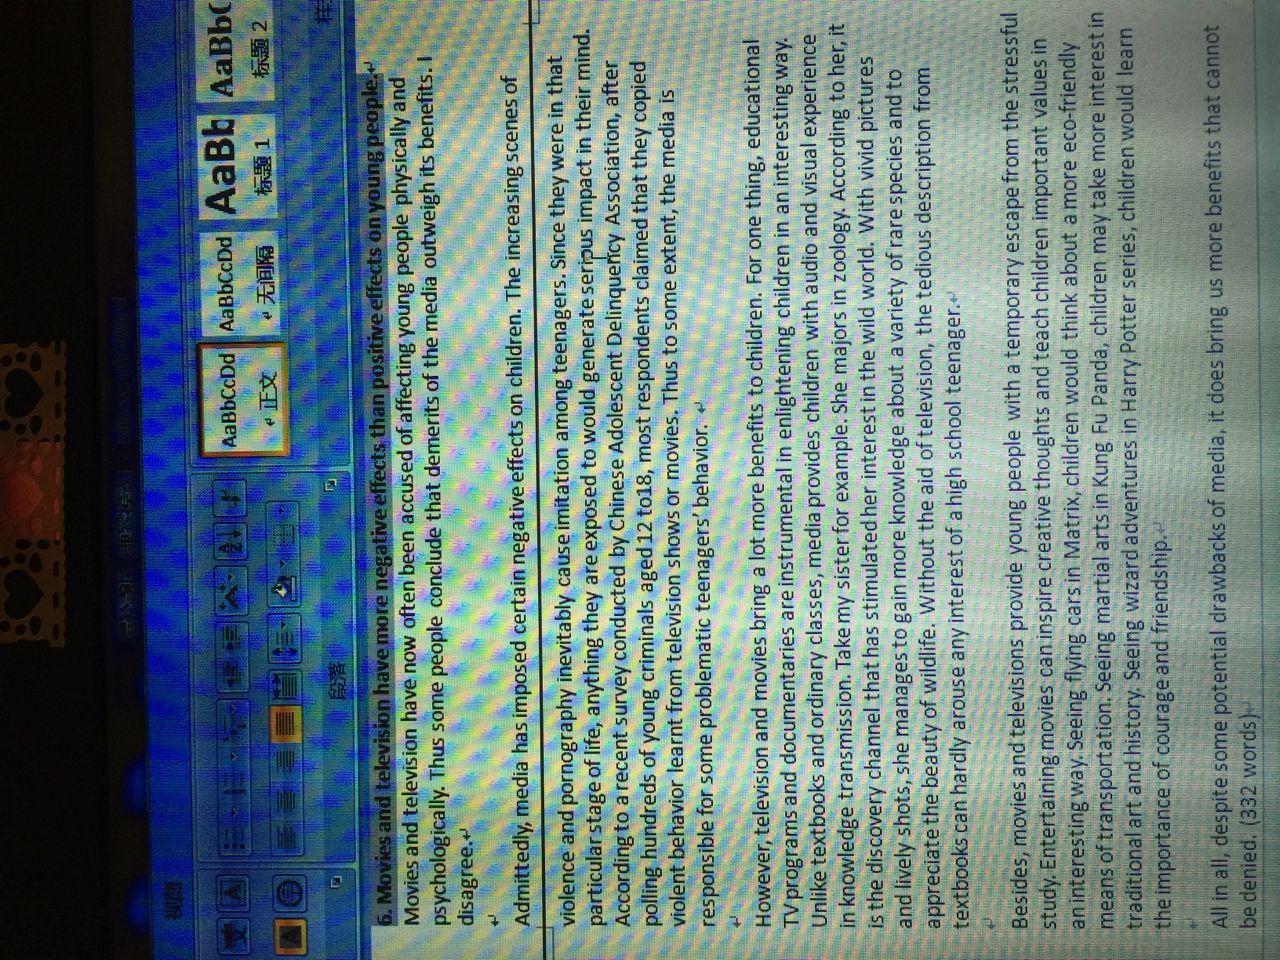 视图
AaBbCcDd
AaBbCcDd
AaBb
AaBbC
↵ 正文
↵ 无间隔
标题 1
标题 2
段落
样
6. Movies and television have more negative effects than positive effects on young people.↵
Movies and television have now often been accused of affecting young people physically and
psychologically. Thus some people conclude that demerits of the media outweigh its benefits. I
disagree.↵
↵
Admittedly, media has imposed certain negative effects on children. The increasing scenes of
violence and pornography inevitably cause imitation among teenagers. Since they were in that
particular stage of life, anything they are exposed to would generate serious impact in their mind.
According to a recent survey conducted by Chinese Adolescent Delinquency Association, after
polling hundreds of young criminals aged 12 to18, most respondents claimed that they copied
violent behavior learnt from television shows or movies. Thus to some extent, the media is
responsible for some problematic teenagers' behavior. ↵
↵
However, television and movies bring a lot more benefits to children. For one thing, educational
TV programs and documentaries are instrumental in enlightening children in an interesting way.
Unlike textbooks and ordinary classes, media provides children with audio and visual experience
in knowledge transmission. Take my sister for example. She majors in zoology. According to her, it
is the discovery channel that has stimulated her interest in the wild world. With vivid pictures
and lively shots, she manages to gain more knowledge about a variety of rare species and to
appreciate the beauty of wildlife. Without the aid of television, the tedious description from
textbooks can hardly arouse any interest of a high school teenager.↵
↵
Besides, movies and televisions provide young people with a temporary escape from the stressful
study. Entertaining movies can inspire creative thoughts and teach children important values in
an interesting way. Seeing flying cars in Matrix, children would think about a more eco-friendly
means of transportation. Seeing martial arts in Kung Fu Panda, children may take more interest in
traditional art and history. Seeing wizard adventures in Harry Potter series, children would learn
the importance of courage and friendship.↵
↵
All in all, despite some potential drawbacks of media, it does bring us more benefits that cannot
be denied. (332 words)↵